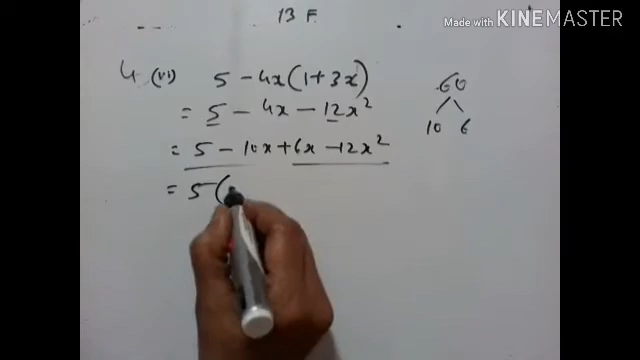 13 F
Made with KINEMASTER
4 (vi) 5 - 4x(1 + 3x)
= 5 - 4x - 12x²
= 5 - 10x + 6x - 12x²
= 5(
60
10 6